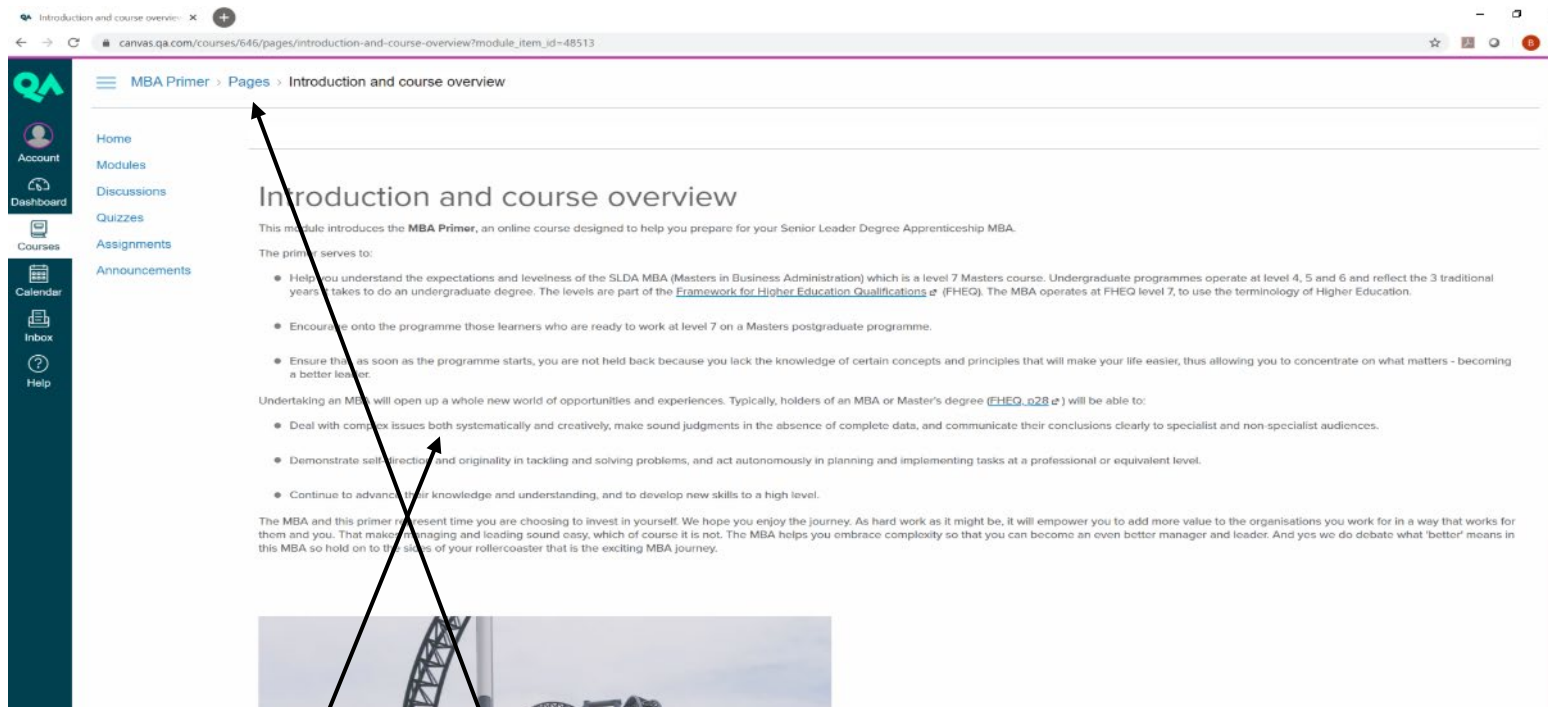 Introduction and course overvie
canvas.qa.com/courses/646/pages/introduction-and-course-overview?module_item_id=48513
B
QA
MBA Primer > Pages > Introduction and course overview
Account
Dashboard
Courses
Calendar
Inbox
Help
Home
Modules
Discussions
Quizzes
Assignments
Announcements
Introduction and course overview
This module introduces the MBA Primer, an online course designed to help you prepare for your Senior Leader Degree Apprenticeship MBA.
The primer serves to:
Help you understand the expectations and levelness of the SLDA MBA (Masters in Business Administration) which is a level 7 Masters course. Undergraduate programmes operate at level 4, 5 and 6 and reflect the 3 traditional
years it takes to do an undergraduate degree. The levels are part of the Framework for Higher Education Qualifications (FHEQ). The MBA operates at FHEQ level 7, to use the terminology of Higher Education.
Encourage onto the programme those learners who are ready to work at level 7 on a Masters postgraduate programme.
Ensure that, as soon as the programme starts, you are not held back because you lack the knowledge of certain concepts and principles that will make your life easier, thus allowing you to concentrate on what matters - becoming
a better leader.
Undertaking an MBA will open up a whole new world of opportunities and experiences. Typically, holders of an MBA or Master's degree (FHEQ, p28) will be able to:
Deal with complex issues both systematically and creatively, make sound judgments in the absence of complete data, and communicate their conclusions clearly to specialist and non-specialist audiences.
Demonstrate self-direction and originality in tackling and solving problems, and act autonomously in planning and implementing tasks at a professional or equivalent level.
Continue to advance their knowledge and understanding, and to develop new skills to a high level.
The MBA and this primer represent time you are choosing to invest in yourself. We hope you enjoy the journey. As hard work as it might be, it will empower you to add more value to the organisations you work for in a way that works for
them and you. That makes managing and leading sound easy, which of course it is not. The MBA helps you embrace complexity so that you can become an even better manager and leader. And yes we do debate what 'better' means in
this MBA so hold on to the sides of your rollercoaster that is the exciting MBA journey.